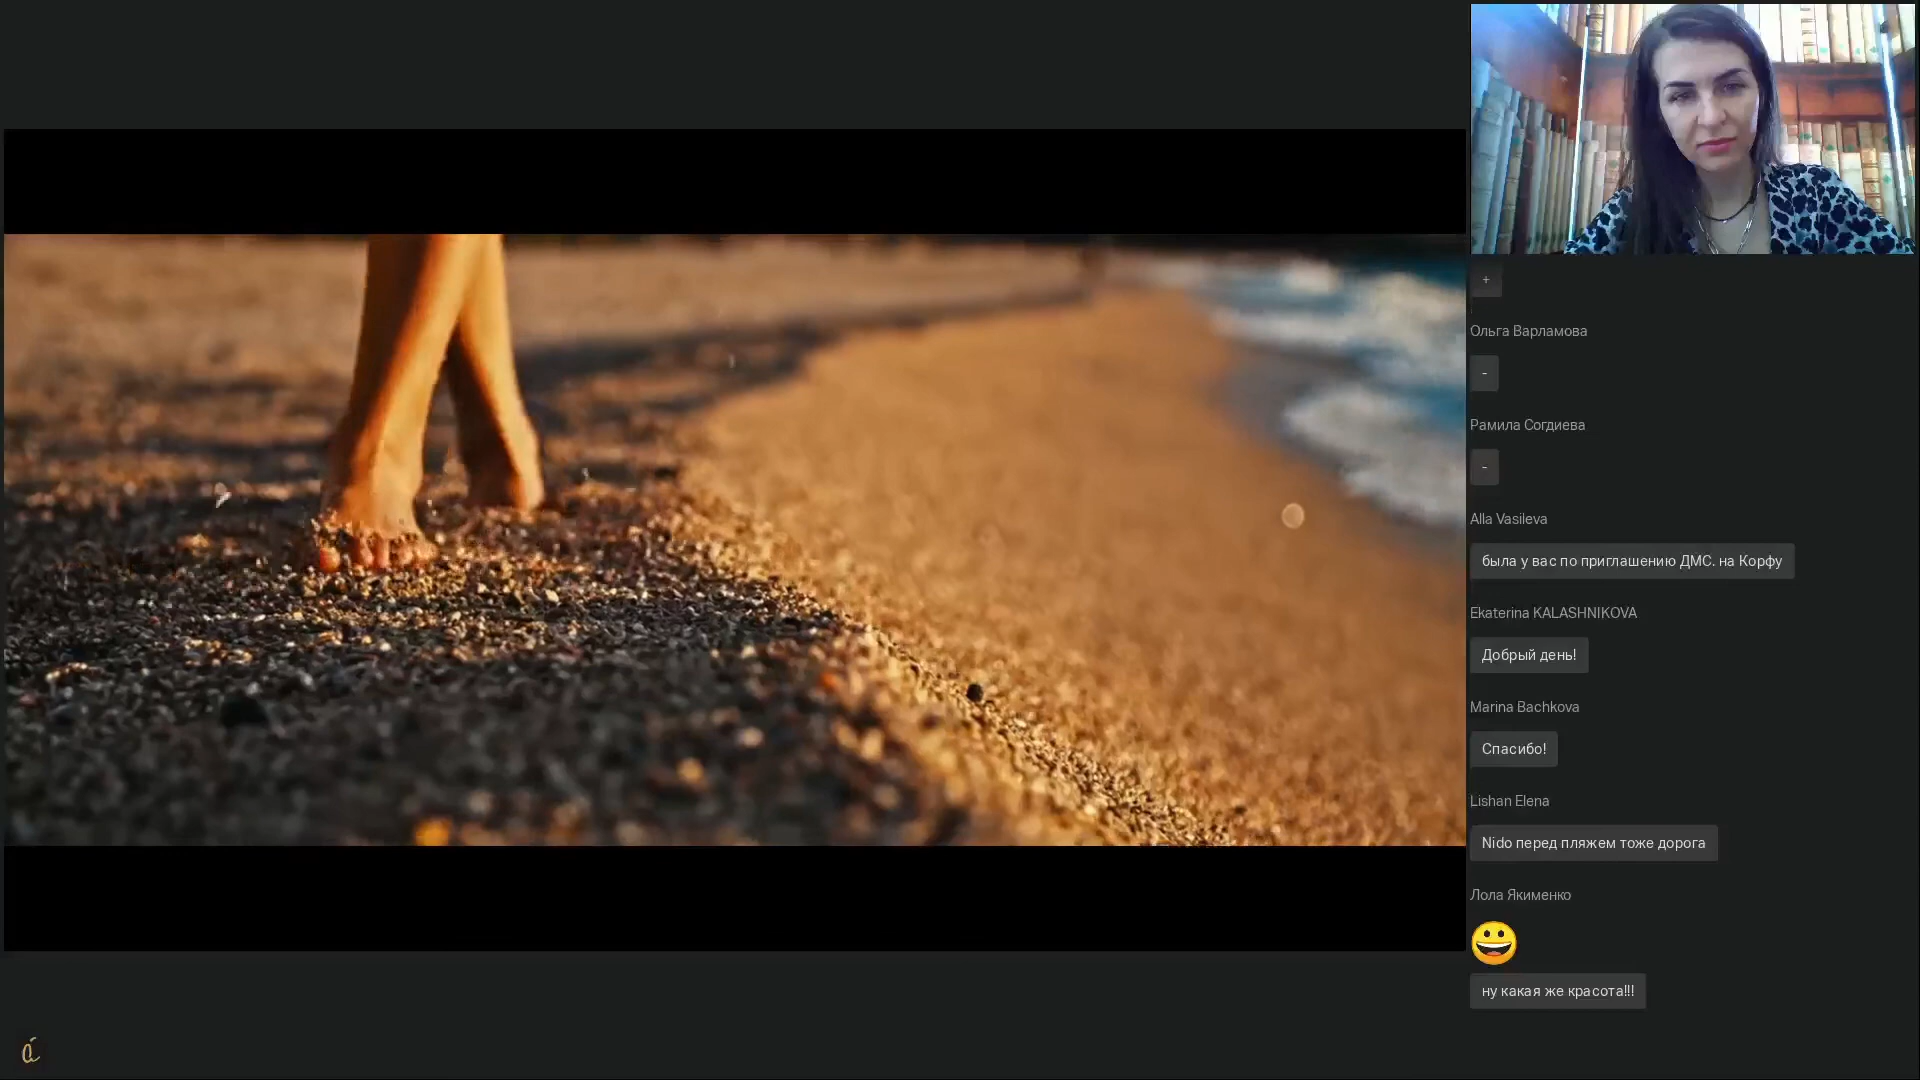 +
Ольга Варламова
-
Рамила Согдиева
-
Alla Vasileva
была у вас по приглашению ДМС. на Корфу
Ekaterina KALASHNIKOVA
Добрый день!
Marina Bachkova
Спасибо!
Lishan Elena
Nido перед пляжем тоже дорога
Лола Якименко
😀
ну какая же красота!!!
á